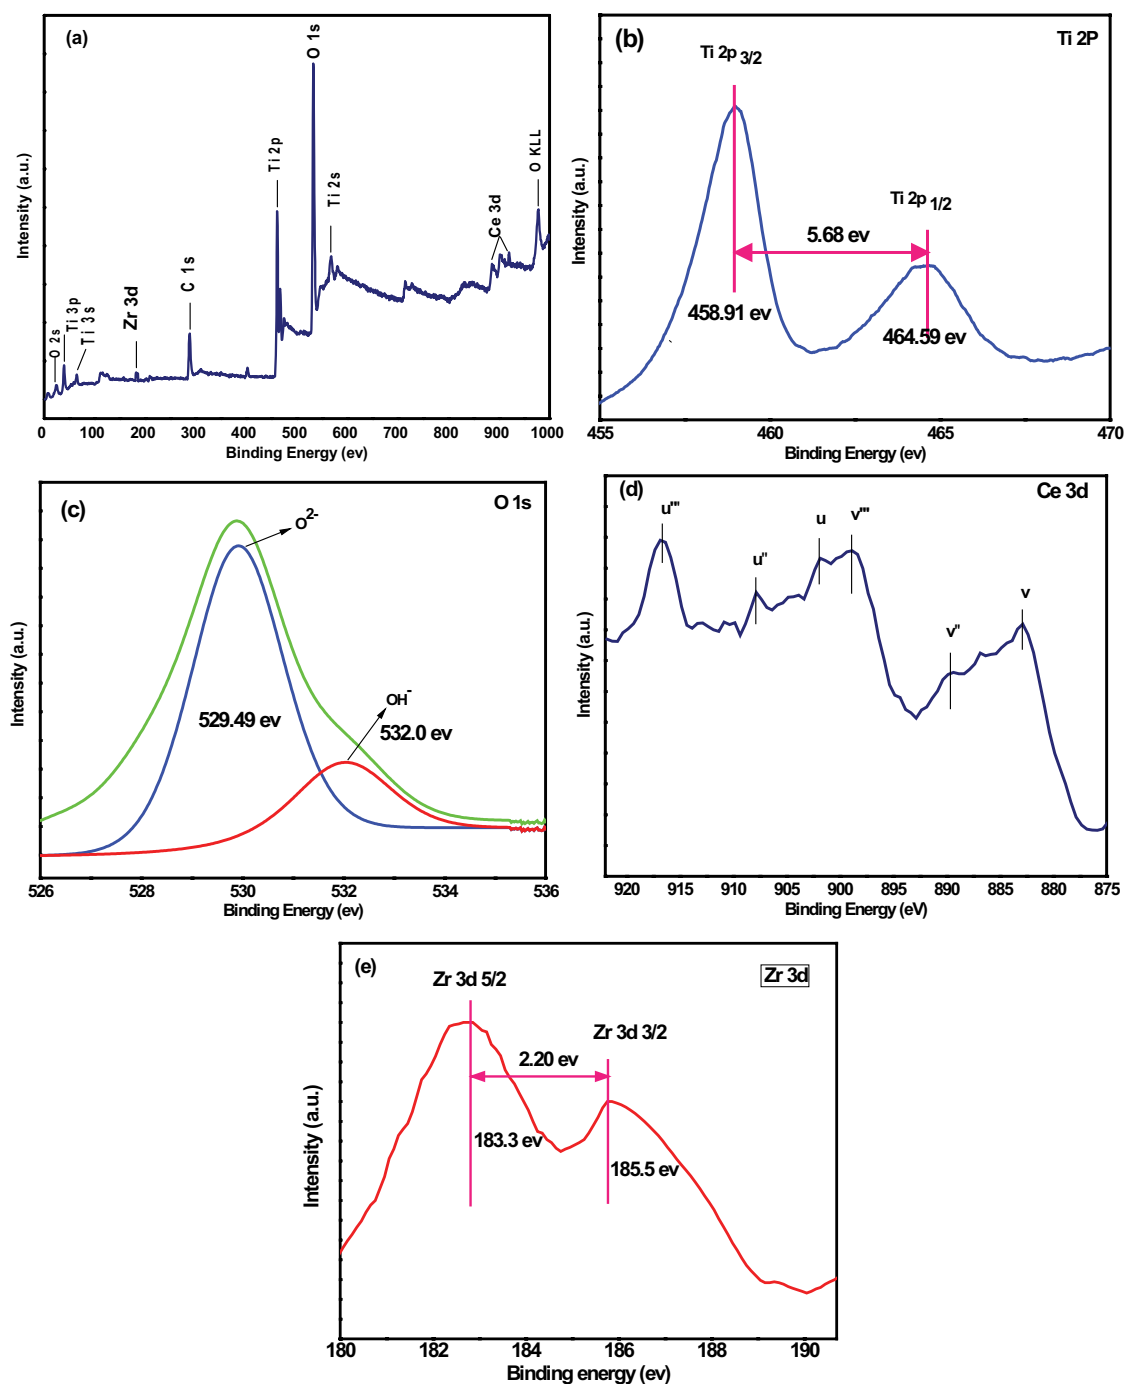 (a)
O 1s
O KLL
Ti 2p
Ti 2s
Ce 3d
C 1s
Zr 3d
Ti 3s
Ti 3p
O 2s
Intensity (a.u.)
0 100 200 300 400 500 600 700 800 900 1000
Binding Energy (ev)
(b)
Ti 2P
Ti 2p 3/2
Ti 2p 1/2
5.68 ev
458.91 ev
464.59 ev
Intensity (a.u.)
455 460 465 470
Binding Energy (ev)
(c)
O 1s
O2-
OH-
529.49 ev
532.0 ev
Intensity (a.u.)
526 528 530 532 534 536
Binding Energy (ev)
(d)
Ce 3d
u''''
u''
u
v''''
v''
v
Intensity (a.u.)
920 915 910 905 900 895 890 885 880 875
Binding Energy (eV)
(e)
Zr 3d
Zr 3d 5/2
Zr 3d 3/2
2.20 ev
183.3 ev
185.5 ev
Intensity (a.u.)
180 182 184 186 188 190
Binding energy (ev)